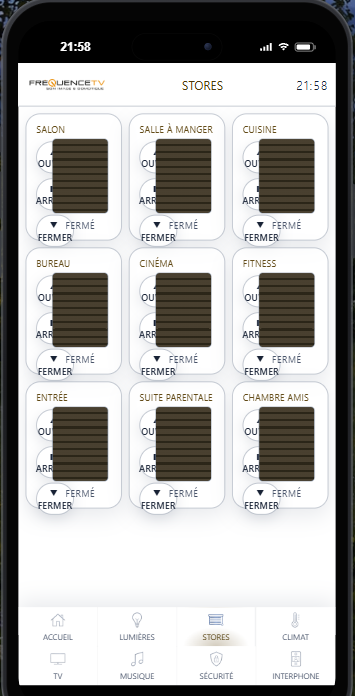 21:58
FREQUENCETV
STORES
21:58
SALON
SALLE À MANGER
CUISINE
OU
OU
OU
ARR
ARR
ARR
▼ FERMÉ
▼ FERMÉ
▼ FERMÉ
FERMER
FERMER
FERMER
BUREAU
CINÉMA
FITNESS
OU
OU
OU
ARR
ARR
ARR
▼ FERMÉ
▼ FERMÉ
▼ FERMÉ
FERMER
FERMER
FERMER
ENTRÉE
SUITE PARENTALE
CHAMBRE AMIS
OU
OU
OU
ARR
ARR
ARR
▼ FERMÉ
▼ FERMÉ
▼ FERMÉ
FERMER
FERMER
FERMER
ACCUEIL
LUMIÈRES
STORES
CLIMAT
TV
MUSIQUE
SÉCURITÉ
INTERPHONE